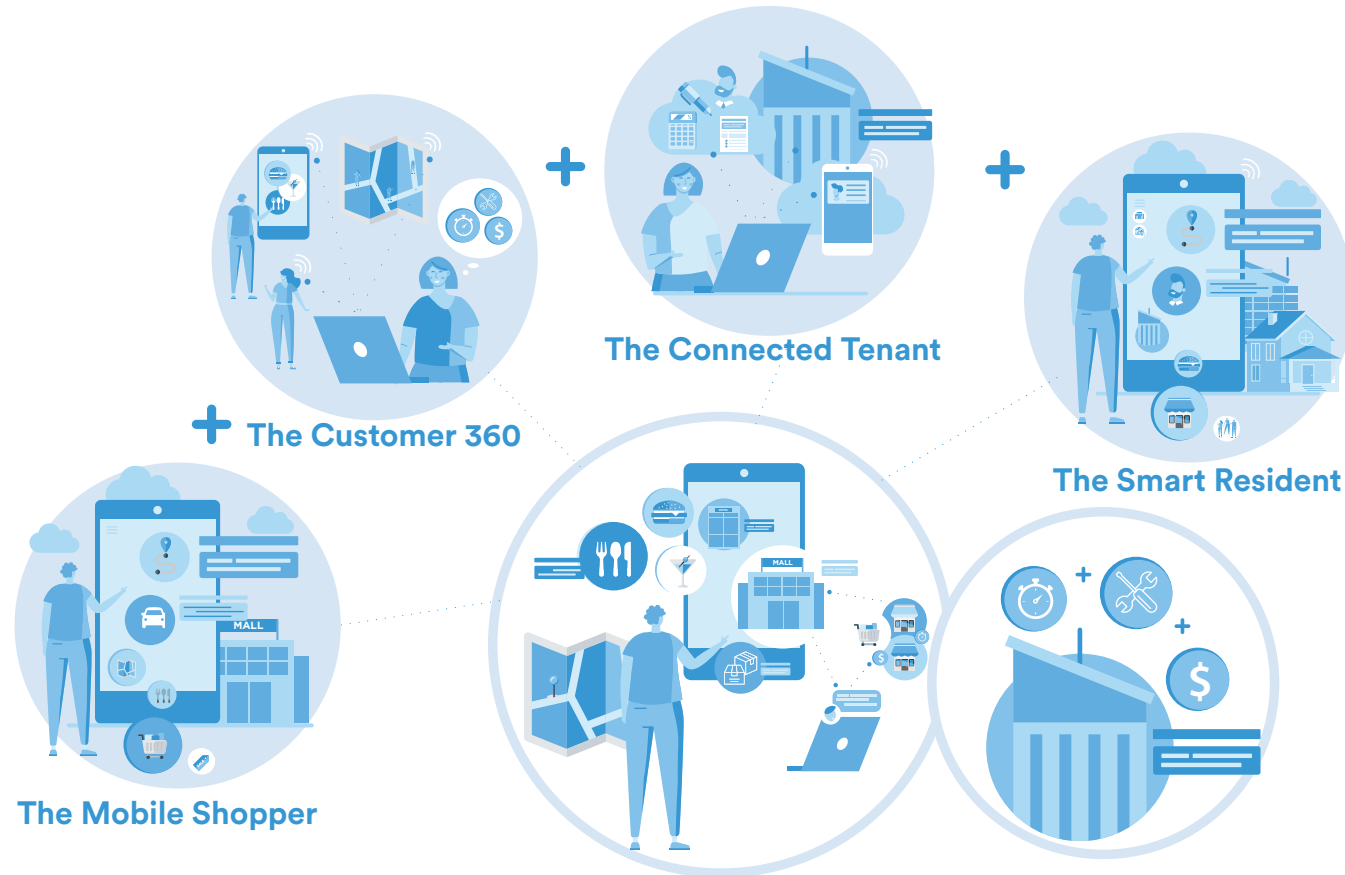 The Connected Tenant
The Customer 360
The Smart Resident
MALL
MALL
$
$
$
The Mobile Shopper